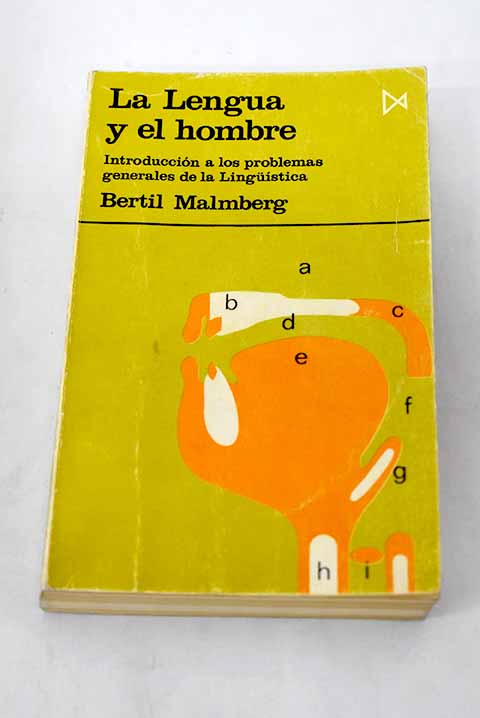 La Lengua
y el hombre
Introducción a los problemas
generales de la Lingüística
Bertil Malmberg
a
b
c
d
e
f
g
h
i